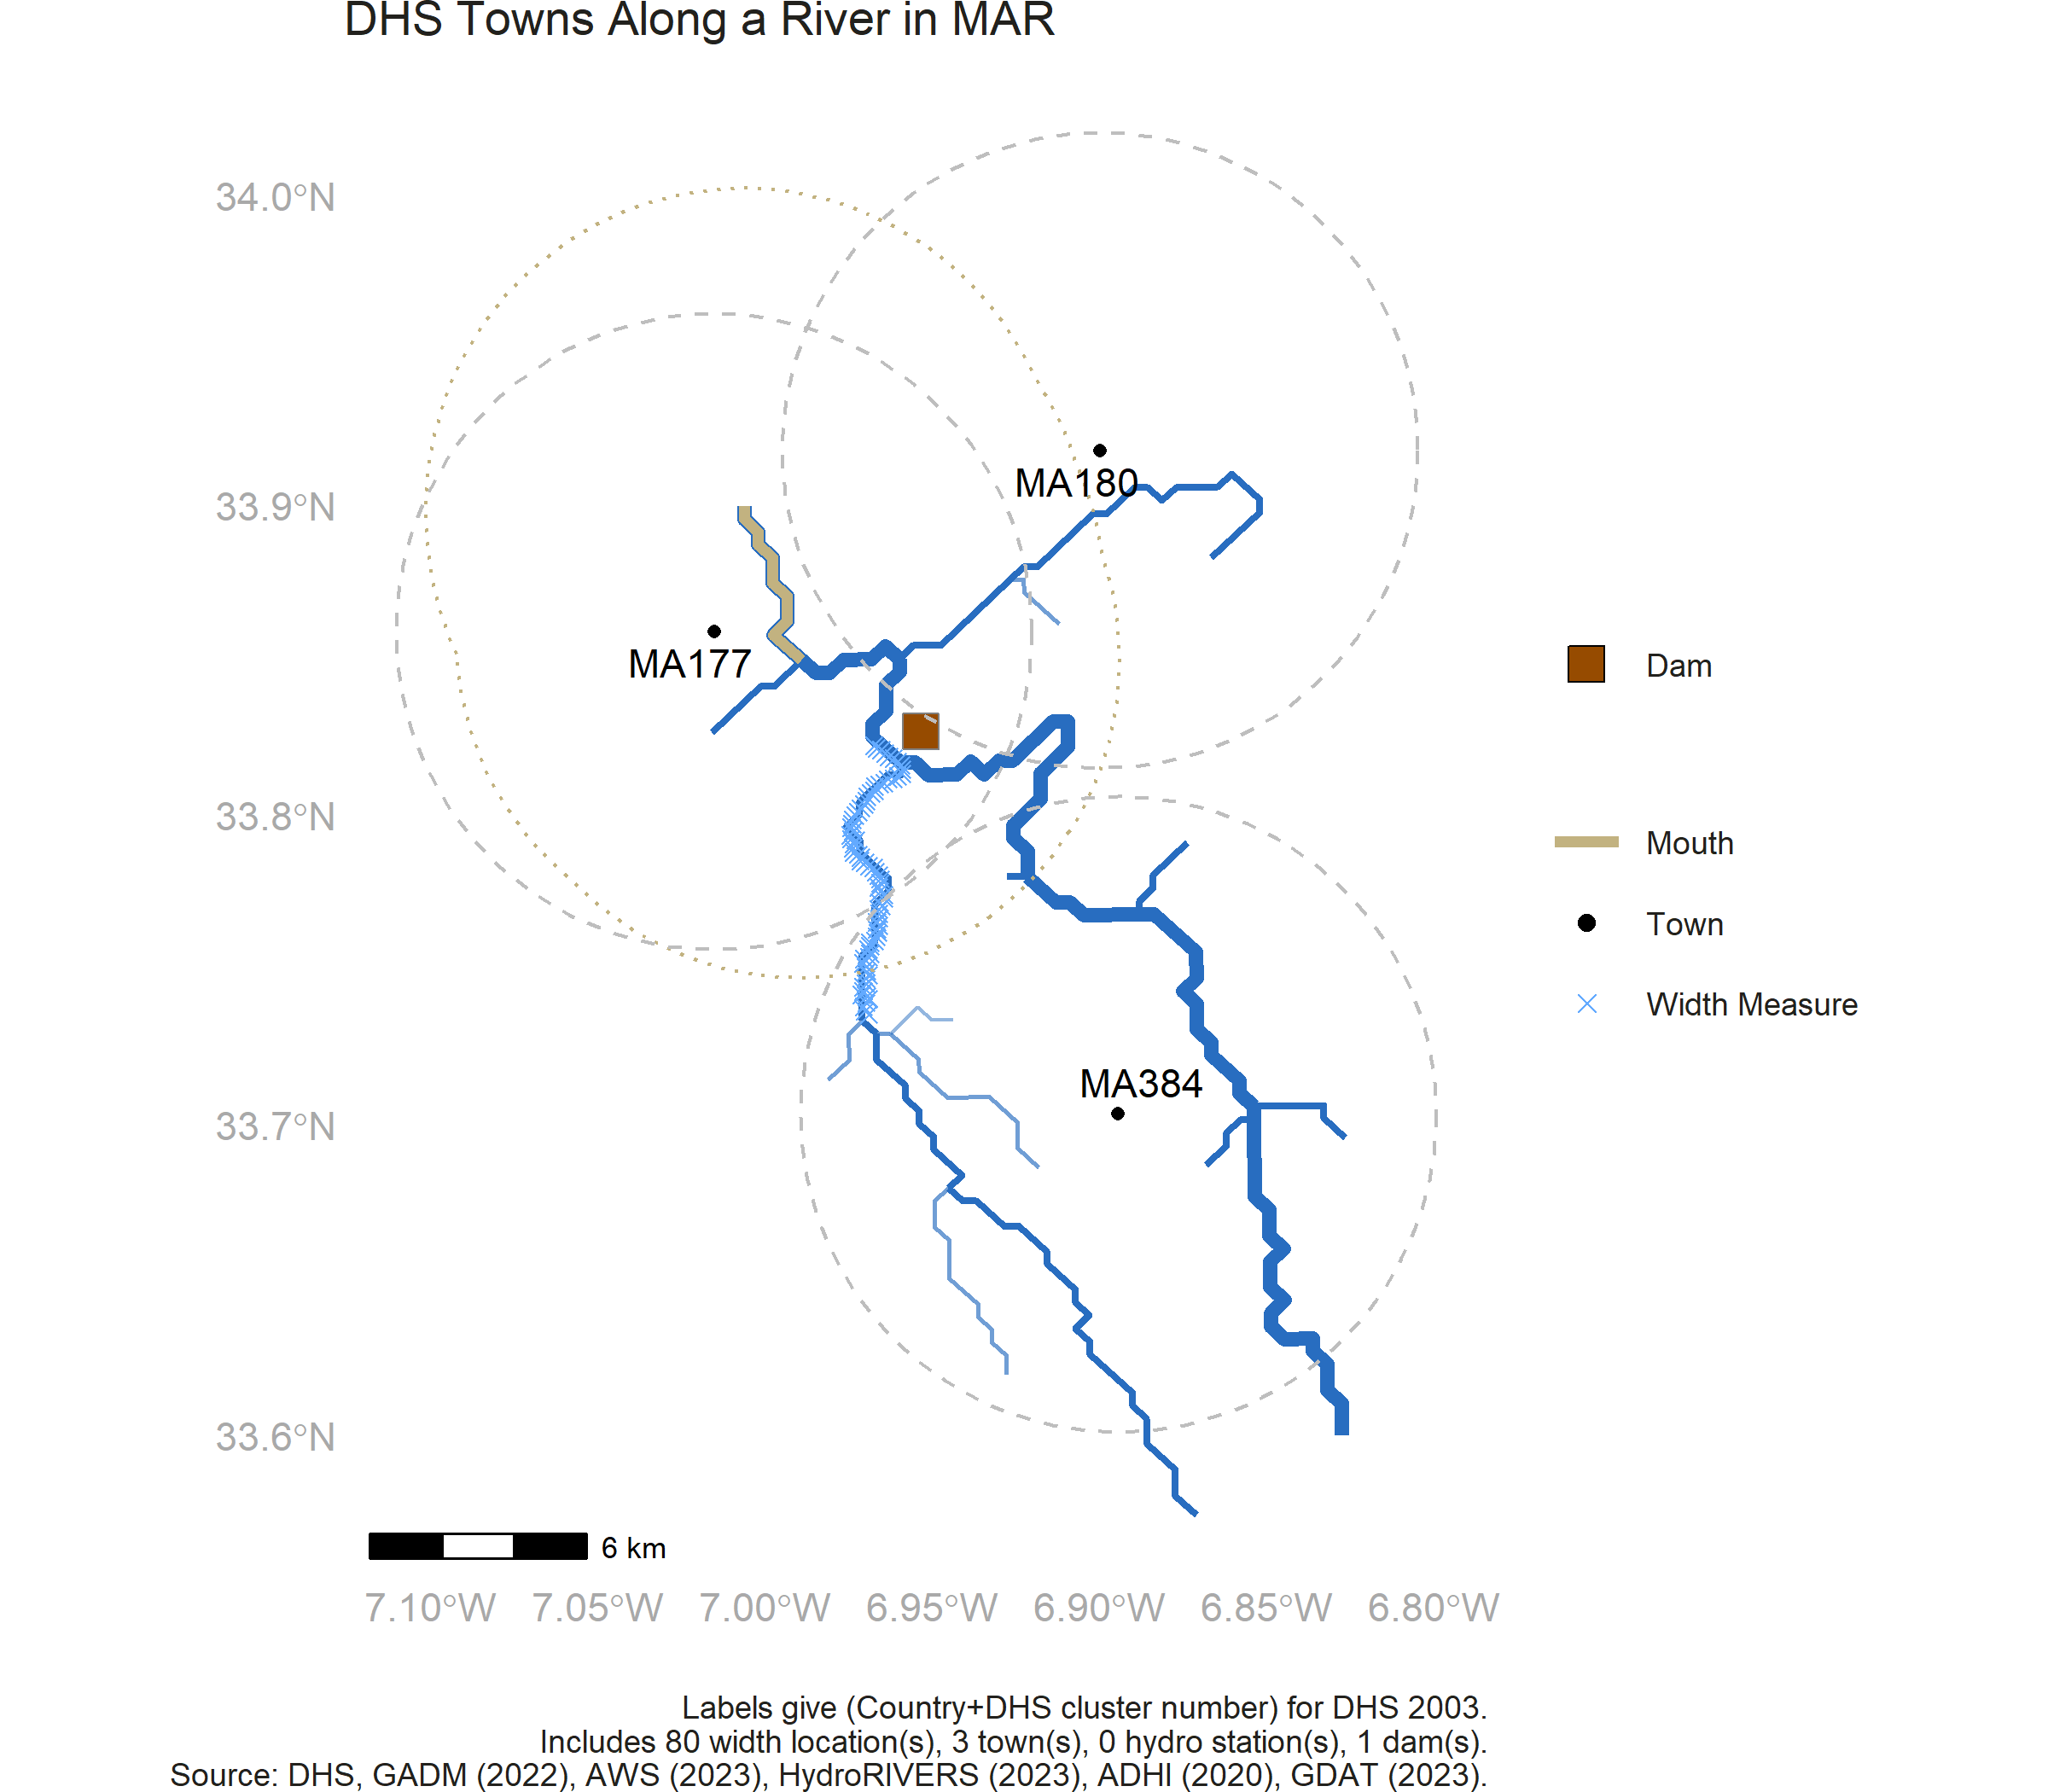 DHS Towns Along a River in MAR
34.0°N
33.9°N
33.8°N
33.7°N
33.6°N
MA180
MA177
MA384
Dam
Mouth
Town
Width Measure
6 km
7.10°W 7.05°W 7.00°W 6.95°W 6.90°W 6.85°W 6.80°W
Labels give (Country+DHS cluster number) for DHS 2003.
Includes 80 width location(s), 3 town(s), 0 hydro station(s), 1 dam(s).
Source: DHS, GADM (2022), AWS (2023), HydroRIVERS (2023), ADHI (2020), GDAT (2023).